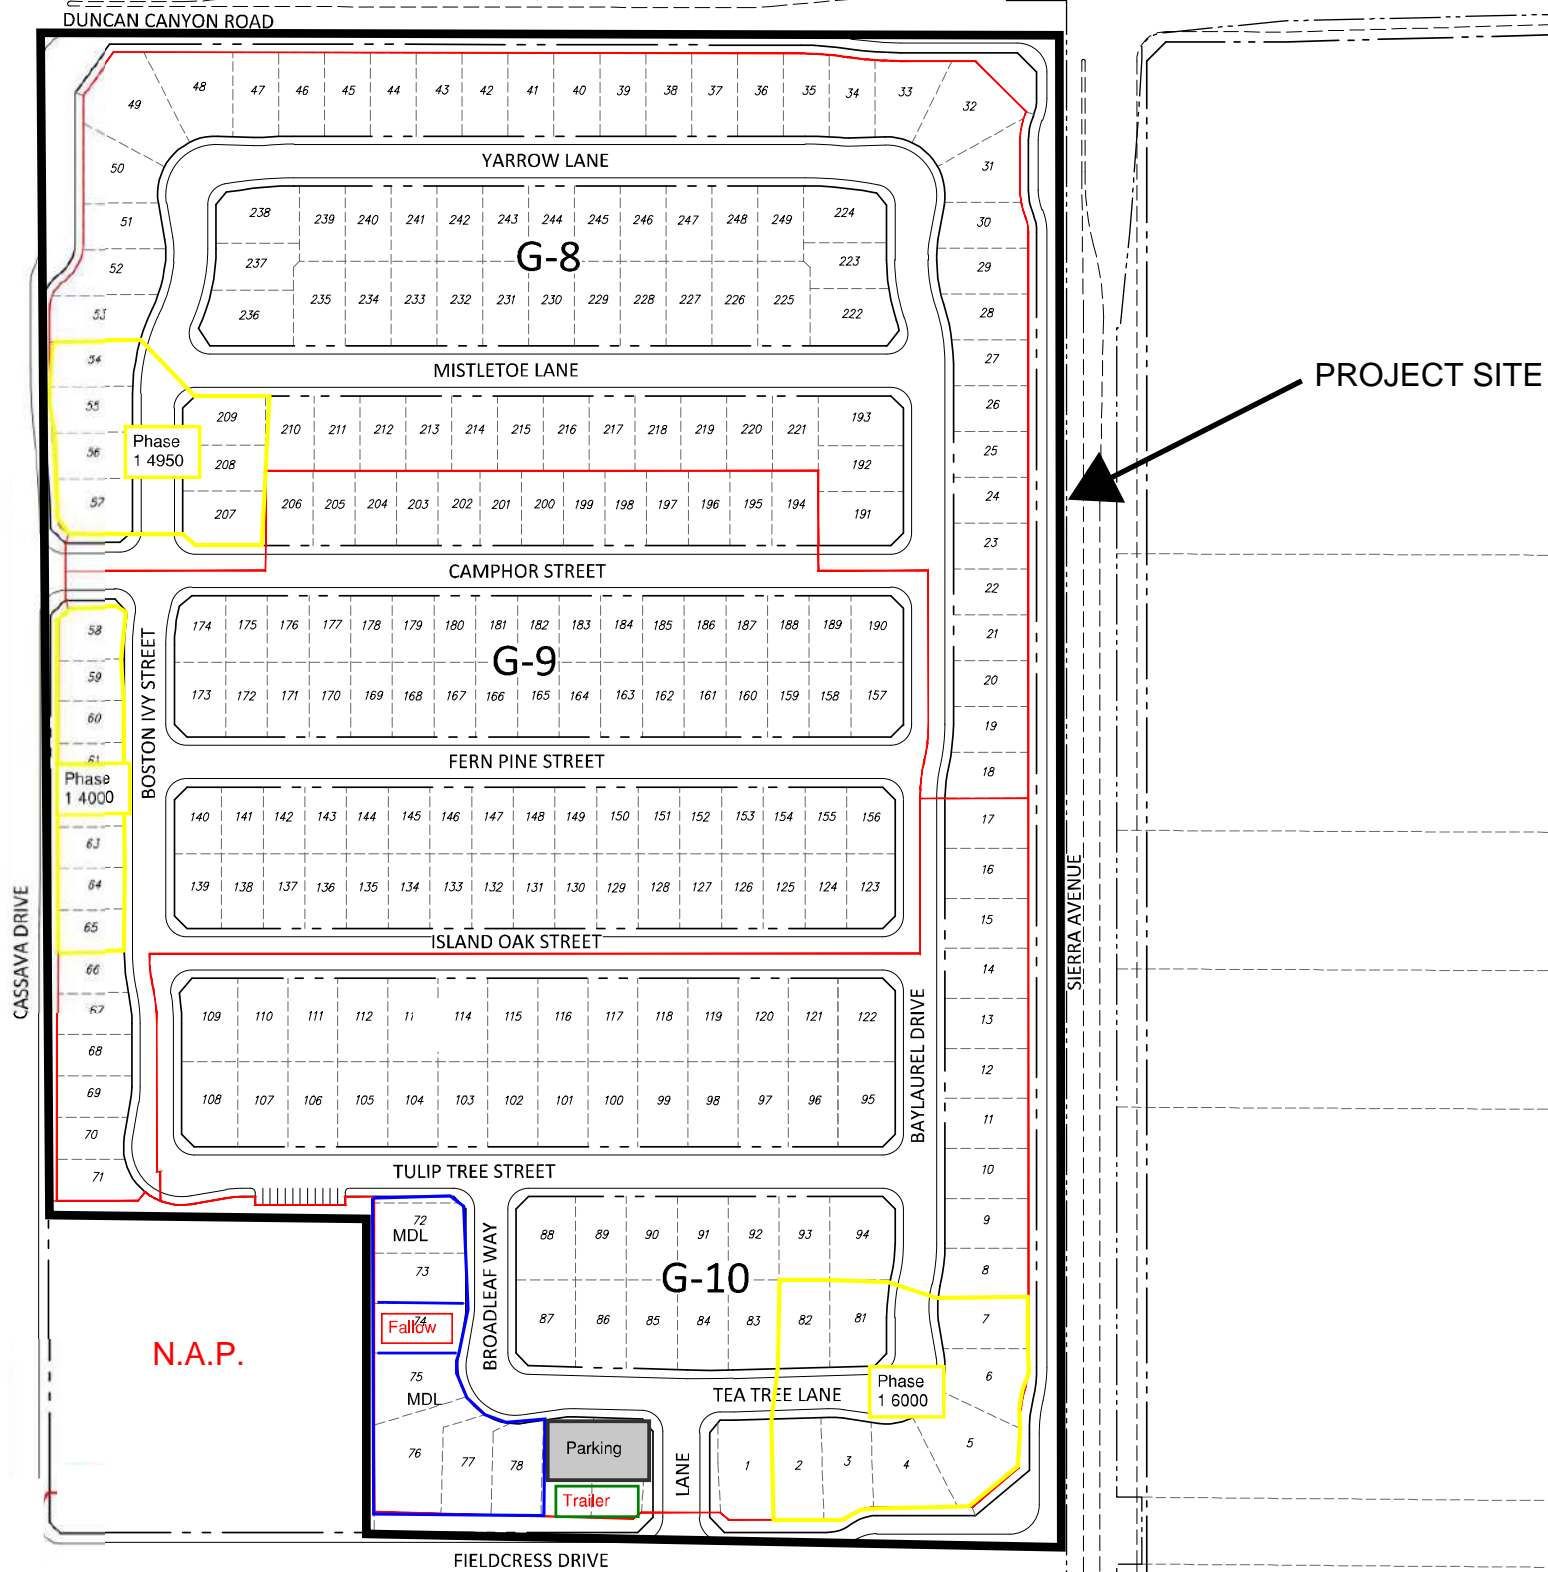 DUNCAN CANYON ROAD
49 48 47 46 45 44 43 42 41 40 39 38 37 36 35 34 33 32
50
YARROW LANE
31
51
238 239 240 241 242 243 244 245 246 247 248 249 224
30
52
237
G-8
223
29
53
236 235 234 233 232 231 230 229 228 227 226 225 222
28
54
MISTLETOE LANE
27
PROJECT SITE
55
209 210 211 212 213 214 215 216 217 218 219 220 221 193
26
Phase
1 4950
56
208
192
25
57
207 206 205 204 203 202 201 200 199 198 197 196 195 194 191
24
23
CAMPHOR STREET
22
58
174 175 176 177 178 179 180 181 182 183 184 185 186 187 188 189 190
21
59
G-9
20
60
173 172 171 170 169 168 167 166 165 164 163 162 161 160 159 158 157
19
BOSTON IVY STREET
61
FERN PINE STREET
18
Phase
1 4000
140 141 142 143 144 145 146 147 148 149 150 151 152 153 154 155 156
17
63
16
64
139 138 137 136 135 134 133 132 131 130 129 128 127 126 125 124 123
15
65
ISLAND OAK STREET
CASSAVA DRIVE
SIERRA AVENUE
66
14
67
109 110 111 112 11 114 115 116 117 118 119 120 121 122
13
68
BAYLAUREL DRIVE
12
69
108 107 106 105 104 103 102 101 100 99 98 97 96 95
11
70
10
71
TULIP TREE STREET
72
MDL
88 89 90 91 92 93 94
9
73
BROADLEAF WAY
G-10
8
74
Fallow
87 86 85 84 83 82 81
7
N.A.P.
75
MDL
TEA TREE LANE
Phase
1 6000
6
76 77 78
Parking
LANE
1 2 3 4 5
Trailer
FIELDCRESS DRIVE